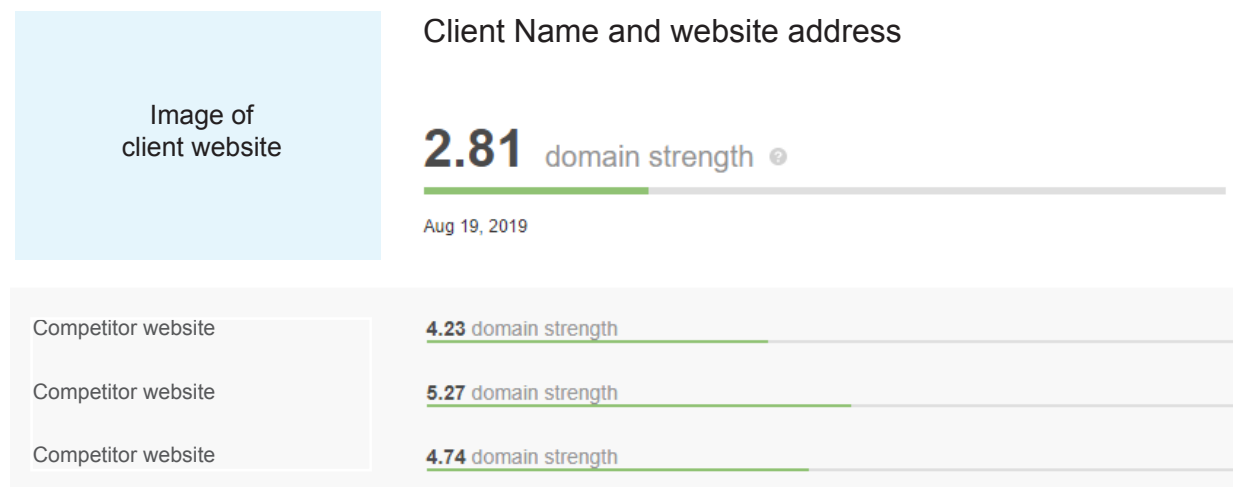 Client Name and website address
Image of
client website
2.81 domain strength ?
Aug 19, 2019
Competitor website
4.23 domain strength
Competitor website
5.27 domain strength
Competitor website
4.74 domain strength